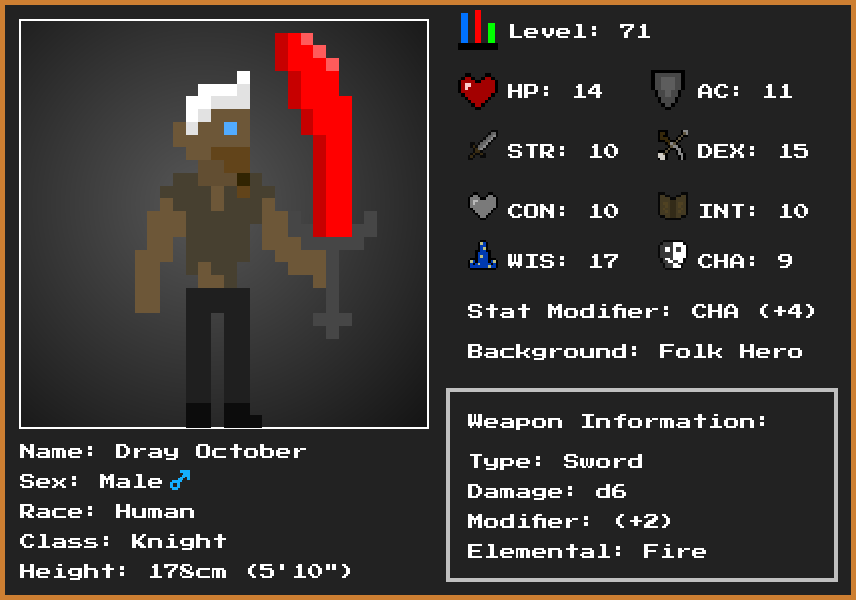 Level: 71
HP: 14
AC: 11
STR: 10
DEX: 15
CON: 10
INT: 10
WIS: 17
CHA: 9
Stat Modifier: CHA (+4)
Background: Folk Hero
Weapon Information:
Type: Sword
Damage: d6
Modifier: (+2)
Elemental: Fire
Name: Dray October
Sex: Male ♂
Race: Human
Class: Knight
Height: 178cm (5'10")